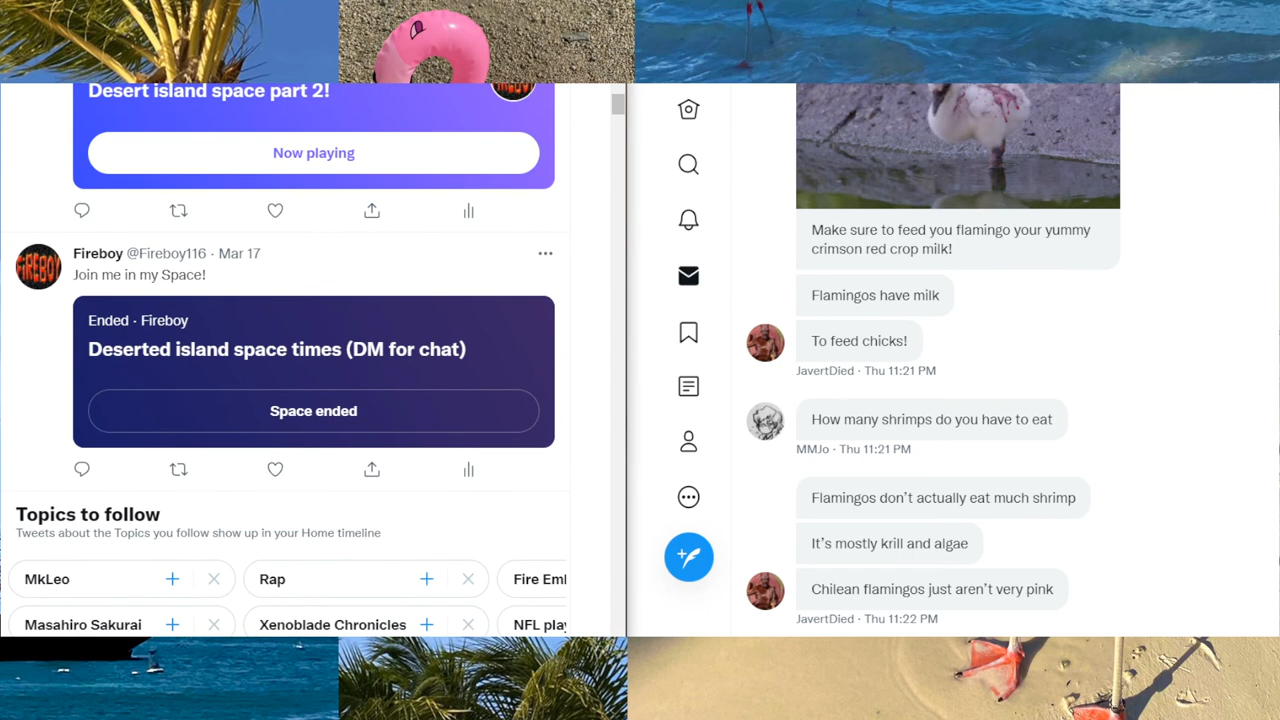 Desert island space part 2!
Now playing
Fireboy @Fireboy116 · Mar 17
Join me in my Space!
Ended · Fireboy
Deserted island space times (DM for chat)
Space ended
Topics to follow
Tweets about the Topics you follow show up in your Home timeline
MkLeo
Rap
Fire Eml
Masahiro Sakurai
Xenoblade Chronicles
NFL play
Make sure to feed you flamingo your yummy
crimson red crop milk!
Flamingos have milk
To feed chicks!
JavertDied · Thu 11:21 PM
How many shrimps do you have to eat
MMJo · Thu 11:21 PM
Flamingos don't actually eat much shrimp
It's mostly krill and algae
Chilean flamingos just aren't very pink
JavertDied · Thu 11:22 PM